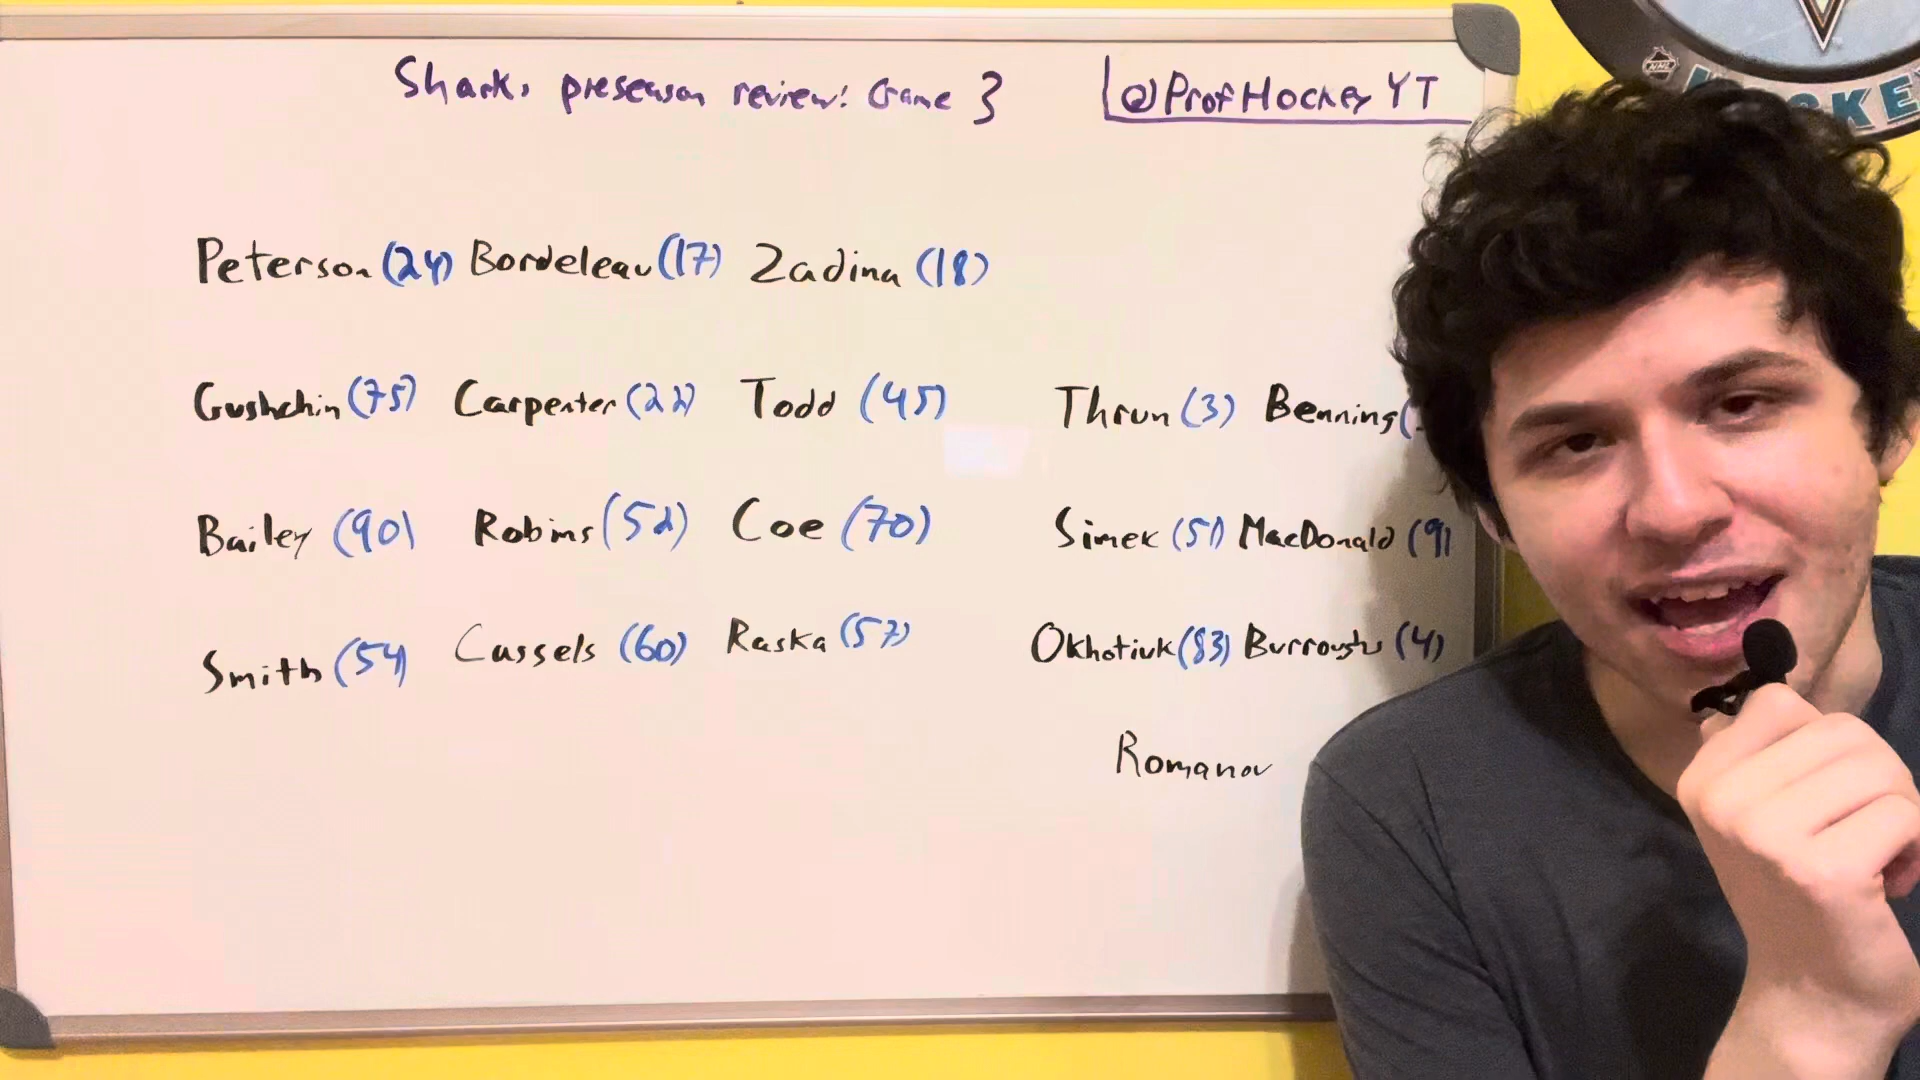 Sharks preseason review: Game 3
@ProfHockeyYT
NHL
Peterson (24) Bordeleau (17) Zadina (18)
Gushchin (75) Carpenter (22) Todd (45)
Thrun (3) Benning (
Bailey (90) Robins (52) Coe (70)
Simek (51) MacDonald (9)
Smith (54) Cassels (60) Raska (57)
Okhotiuk (83) Burroughs (4)
Romanov